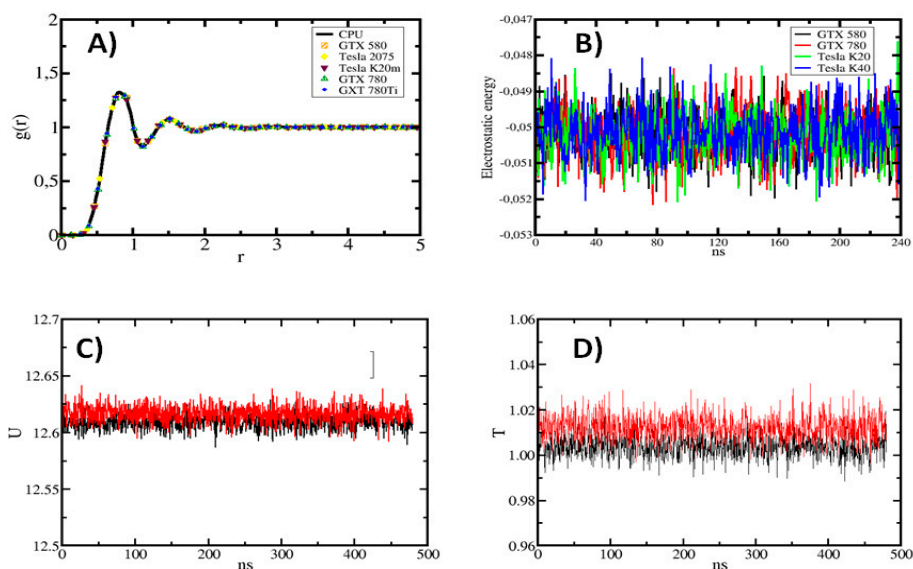 A)
2
1,5
1
0,5
0
g(r)
CPU
GTX 580
Tesla 2075
Tesla K20m
GTX 780
GXT 780Ti
0 1 2 3 4 5
r
B)
-0,047
-0,048
-0,049
-0,05
-0,051
-0,052
-0,053
Electrostatic energy
GTX 580
GTX 780
Tesla K20
Tesla K40
0 40 80 120 160 200 240
ns
C)
12.7
12.65
12.6
12.55
12.5
U
0 100 200 300 400 500
ns
D)
1.06
1.04
1.02
1.00
0.98
0.96
T
0 100 200 300 400 500
ns